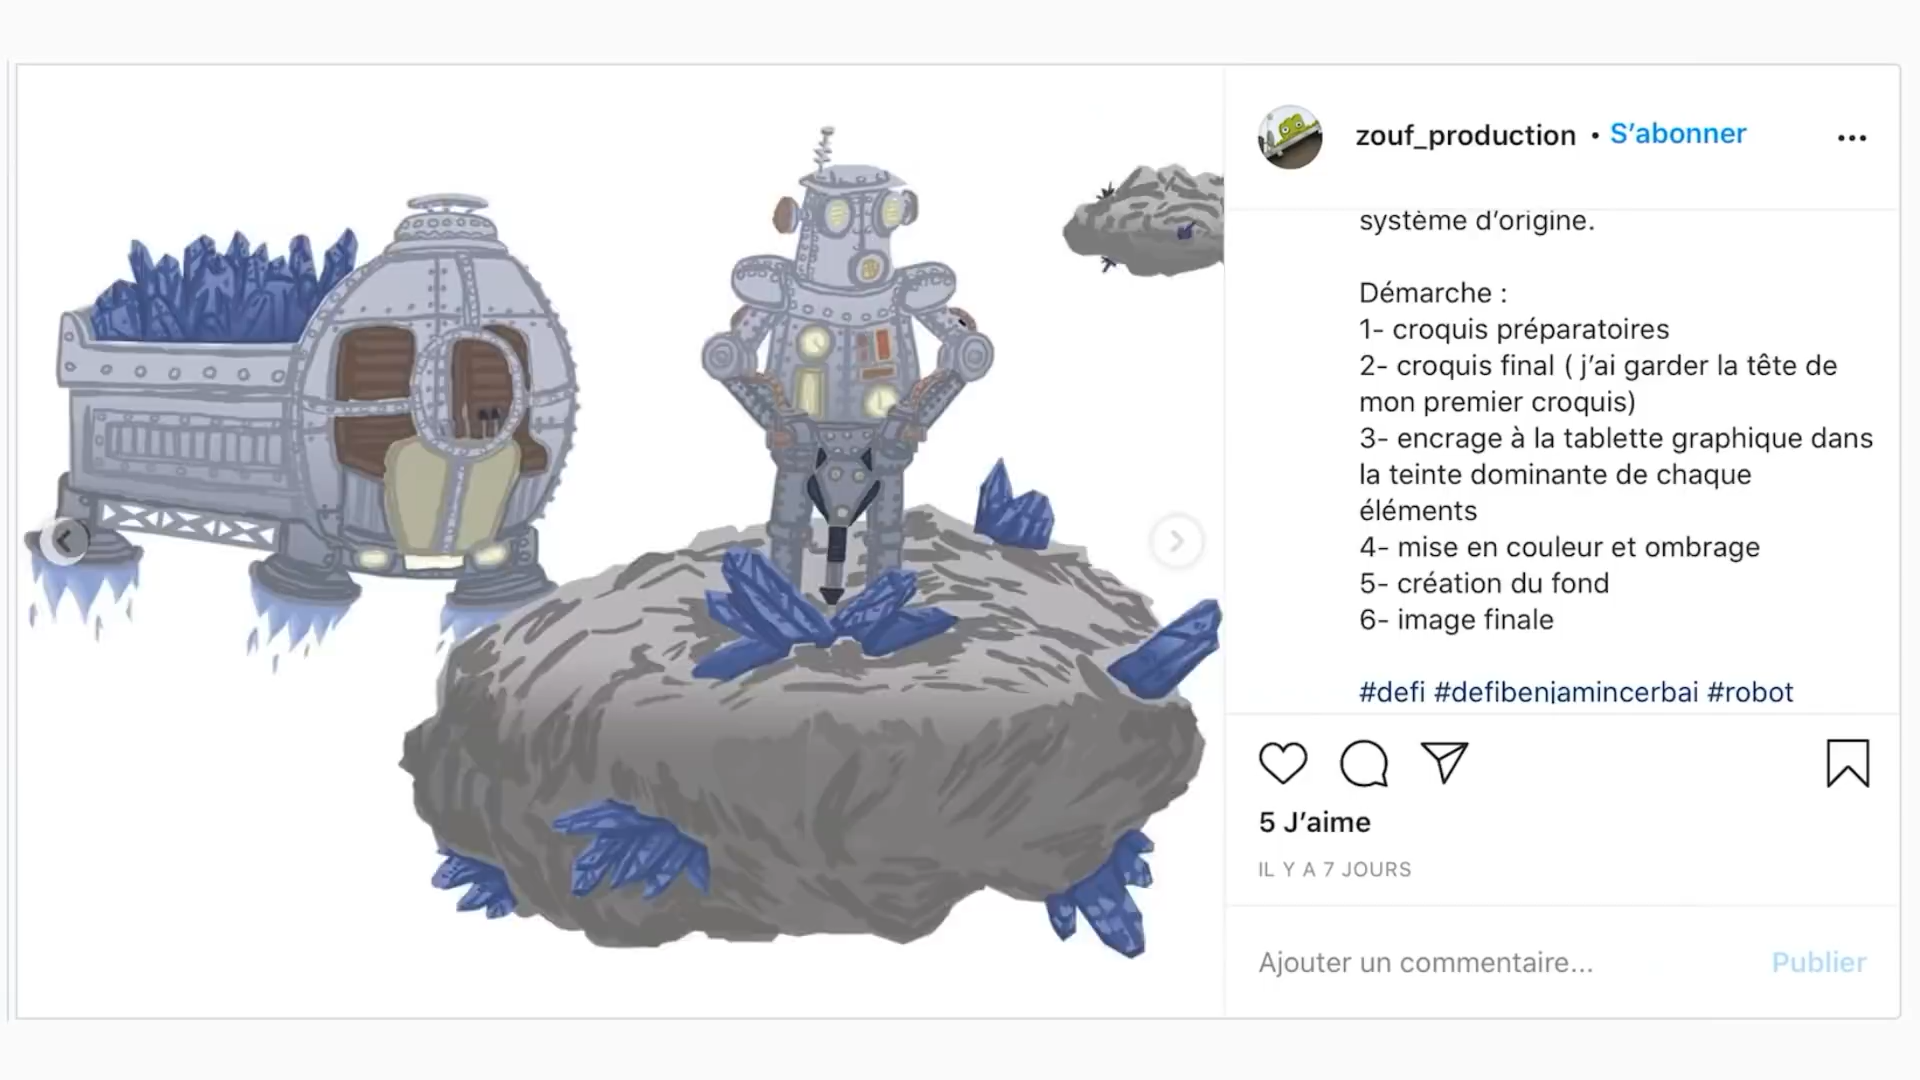 zouf_production • S'abonner
système d'origine.
Démarche :
1- croquis préparatoires
2- croquis final ( j'ai garder la tête de
mon premier croquis)
3- encrage à la tablette graphique dans
la teinte dominante de chaque
éléments
4- mise en couleur et ombrage
5- création du fond
6- image finale
#defi #defibenjamincerbai #robot
5 J'aime
IL Y A 7 JOURS
Ajouter un commentaire... Publier